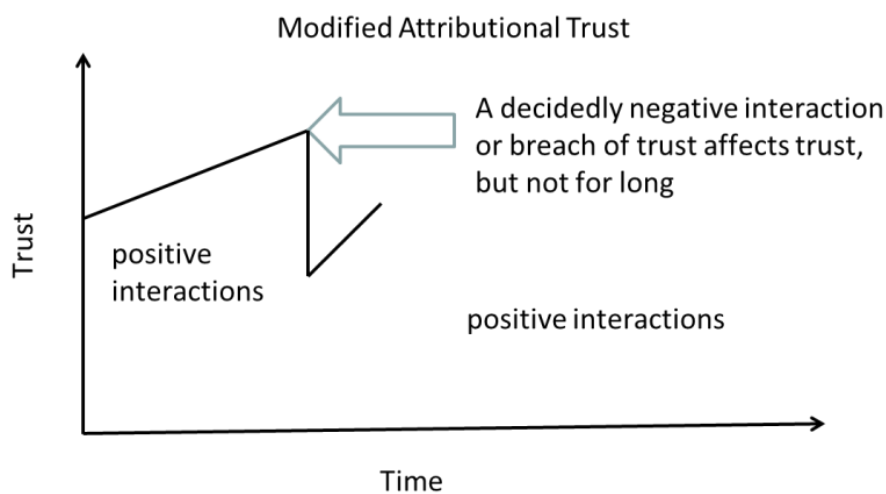 Modified Attributional Trust
A decidedly negative interaction
or breach of trust affects trust,
but not for long
Trust
positive
interactions
positive interactions
Time